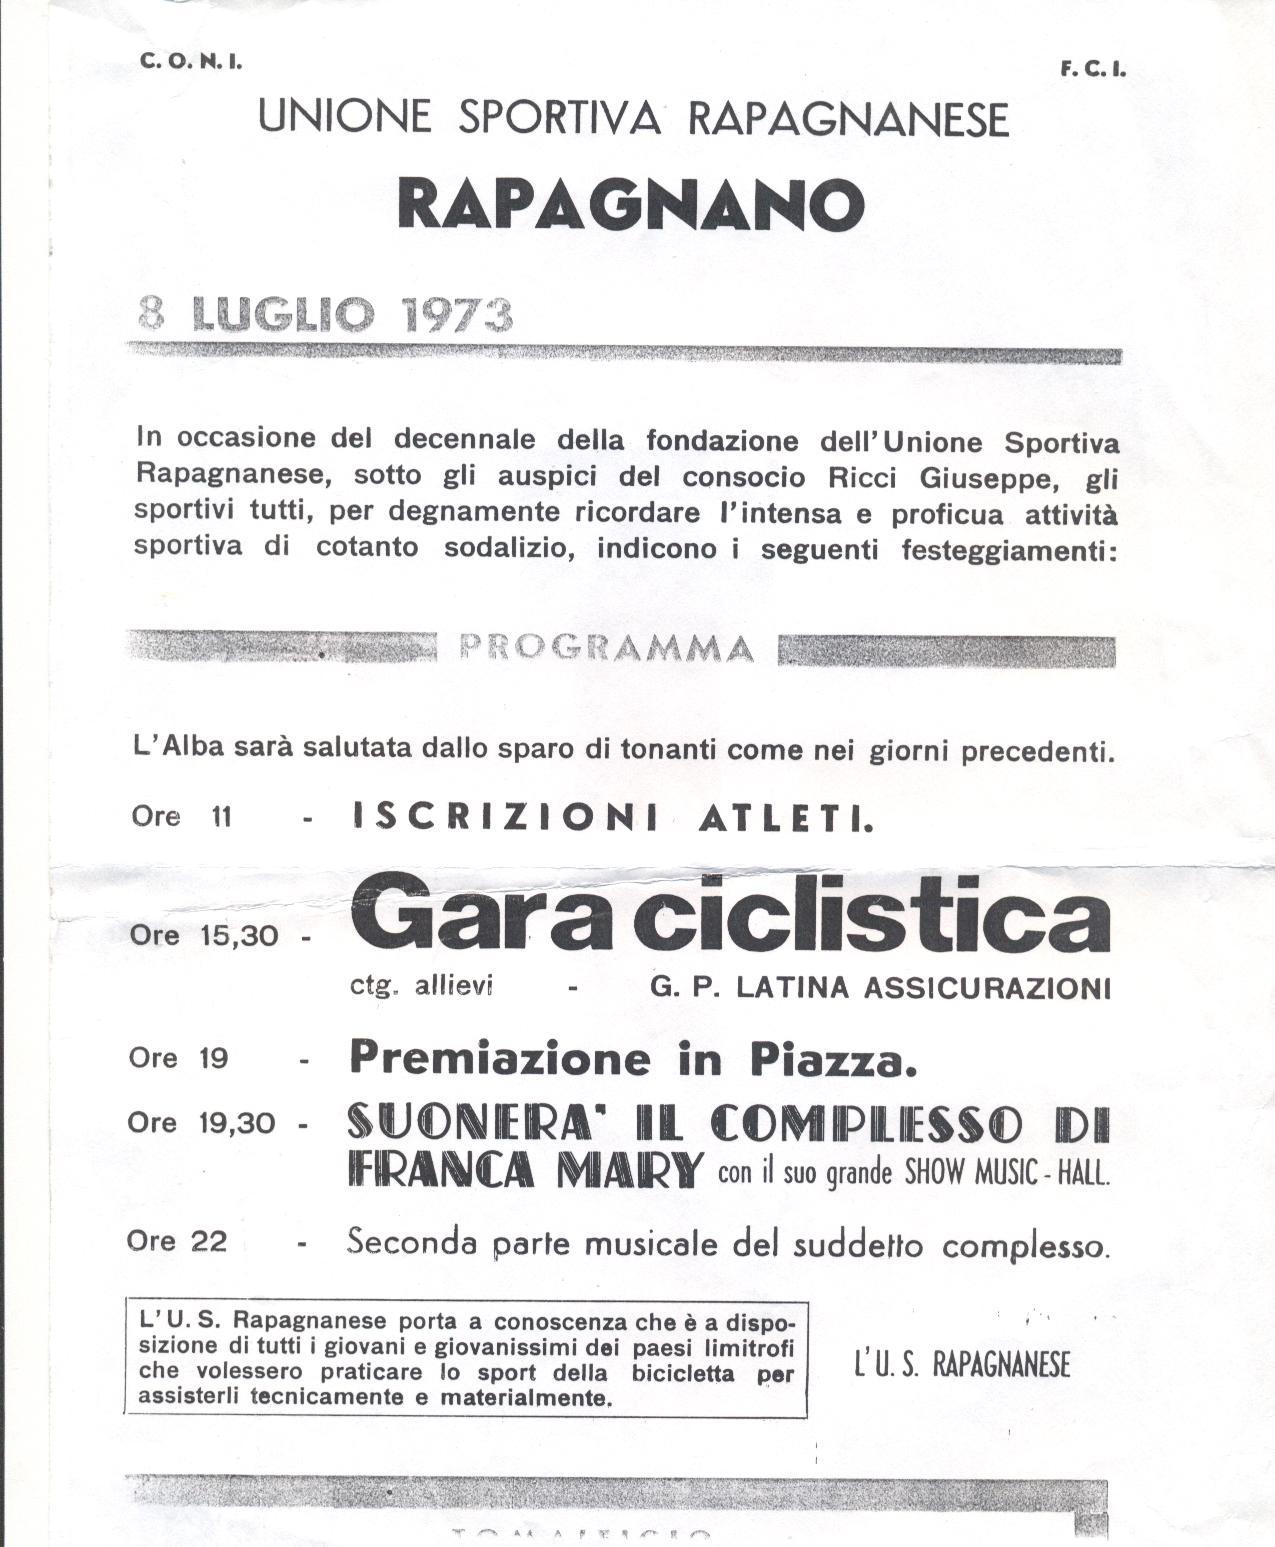 C. O. N. I.
F. C. I.
UNIONE SPORTIVA RAPAGNANESE
RAPAGNANO
8 LUGLIO 1973
In occasione del decennale della fondazione dell'Unione Sportiva
Rapagnanese, sotto gli auspici del consocio Ricci Giuseppe, gli
sportivi tutti, per degnamente ricordare l'intensa e proficua attività
sportiva di cotanto sodalizio, indicono i seguenti festeggiamenti:
PROGRAMMA
L'Alba sarà salutata dallo sparo di tonanti come nei giorni precedenti.
Ore 11 - ISCRIZIONI ATLETI.
Ore 15,30 - Gara ciclistica
ctg. allievi - G. P. LATINA ASSICURAZIONI
Ore 19 - Premiazione in Piazza.
Ore 19,30 - SUONERA' IL COMPLESSO DI
FRANCA MARY con il suo grande SHOW MUSIC - HALL.
Ore 22 - Seconda parte musicale del suddetto complesso.
L'U. S. Rapagnanese porta a conoscenza che è a dispo-
sizione di tutti i giovani e giovanissimi dei paesi limitrofi
che volessero praticare lo sport della bicicletta per
assisterli tecnicamente e materialmente.
L'U. S. RAPAGNANESE